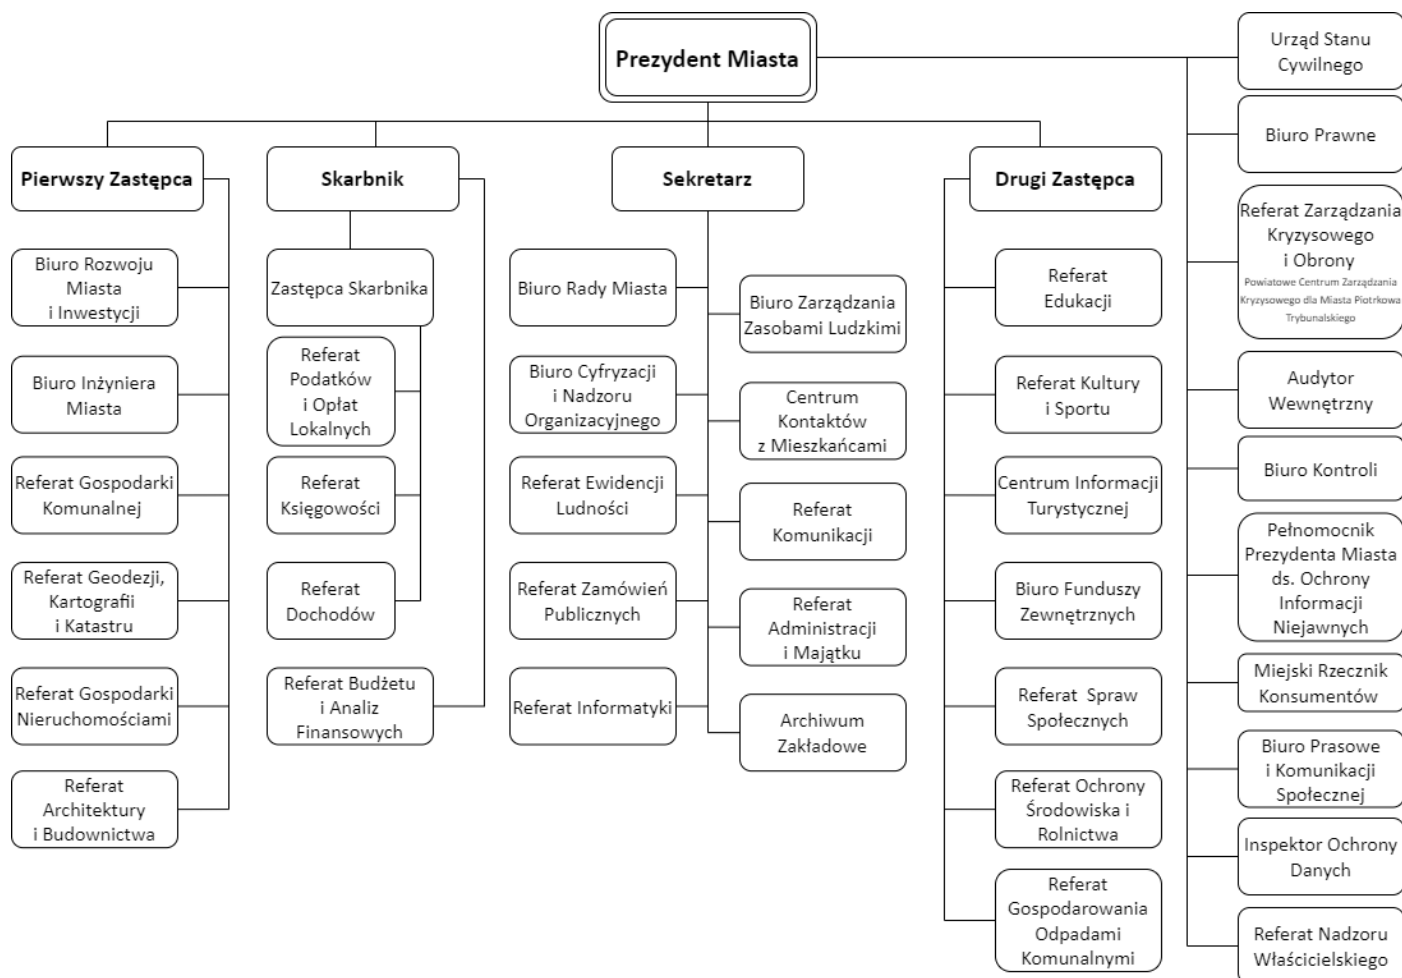 Prezydent Miasta
Pierwszy Zastępca
Biuro Rozwoju
Miasta
i Inwestycji
Biuro Inżyniera
Miasta
Referat Gospodarki
Komunalnej
Referat Geodezji,
Kartografii
i Katastru
Referat Gospodarki
Nieruchomościami
Referat
Architektury
i Budownictwa
Skarbnik
Zastępca Skarbnika
Referat
Podatków
i Opłat
Lokalnych
Referat
Księgowości
Referat
Dochodów
Referat Budżetu
i Analiz
Finansowych
Sekretarz
Biuro Rady Miasta
Biuro Cyfryzacji
i Nadzoru
Organizacyjnego
Referat Ewidencji
Ludności
Referat Zamówień
Publicznych
Referat Informatyki
Biuro Zarządzania
Zasobami Ludzkimi
Centrum
Kontaktów
z Mieszkańcami
Referat
Komunikacji
Referat
Administracji
i Majątku
Archiwum
Zakładowe
Drugi Zastępca
Referat
Edukacji
Referat Kultury
i Sportu
Centrum Informacji
Turystycznej
Biuro Funduszy
Zewnętrznych
Referat Spraw
Społecznych
Referat Ochrony
Środowiska i
Rolnictwa
Referat
Gospodarowania
Odpadami
Komunalnymi
Urząd Stanu
Cywilnego
Biuro Prawne
Referat Zarządzania
Kryzysowego
i Obrony
Powiatowe Centrum Zarządzania
Kryzysowego dla Miasta Piotrkowa
Trybunalskiego
Audytor
Wewnętrzny
Biuro Kontroli
Pełnomocnik
Prezydenta Miasta
ds. Ochrony
Informacji
Niejawnych
Miejski Rzecznik
Konsumentów
Biuro Prasowe
i Komunikacji
Społecznej
Inspektor Ochrony
Danych
Referat Nadzoru
Właścicielskiego